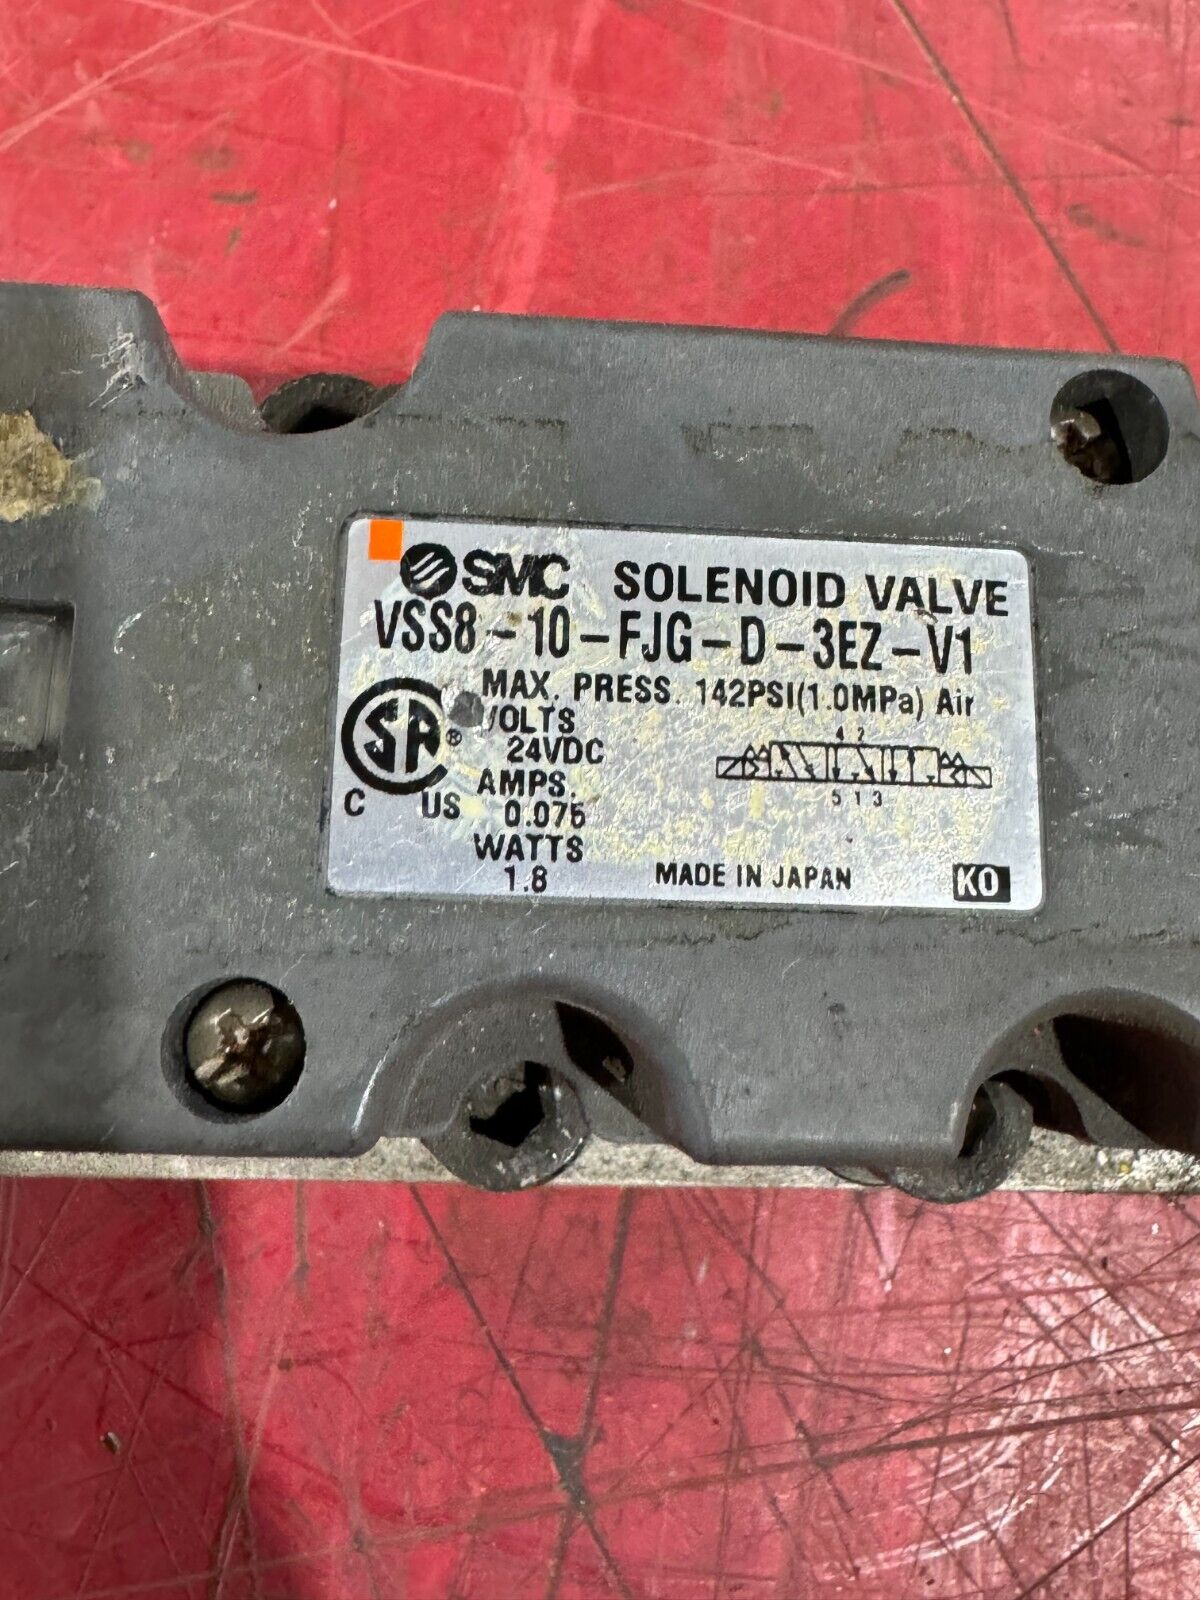 SMC SOLENOID VALVE
VSS8-10-FJG-D-3EZ-V1
MAX. PRESS. 142PSI(1.0MPa) Air
VOLTS
24VDC
AMPS.
0.075
WATTS
1.8
SA ®
C US
4 2
5 1 3
MADE IN JAPAN
KO